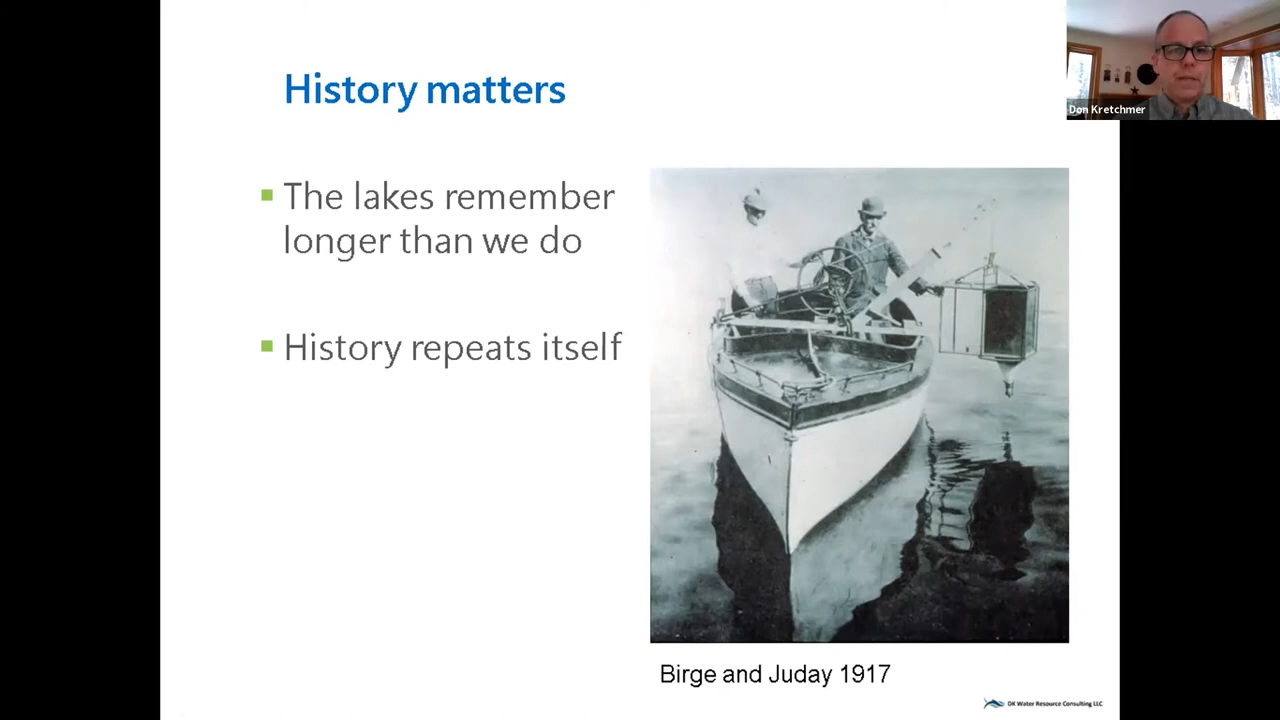 History matters
The lakes remember
longer than we do
History repeats itself
Birge and Juday 1917
DK Water Resource Consulting LLC
Don Kretchmer